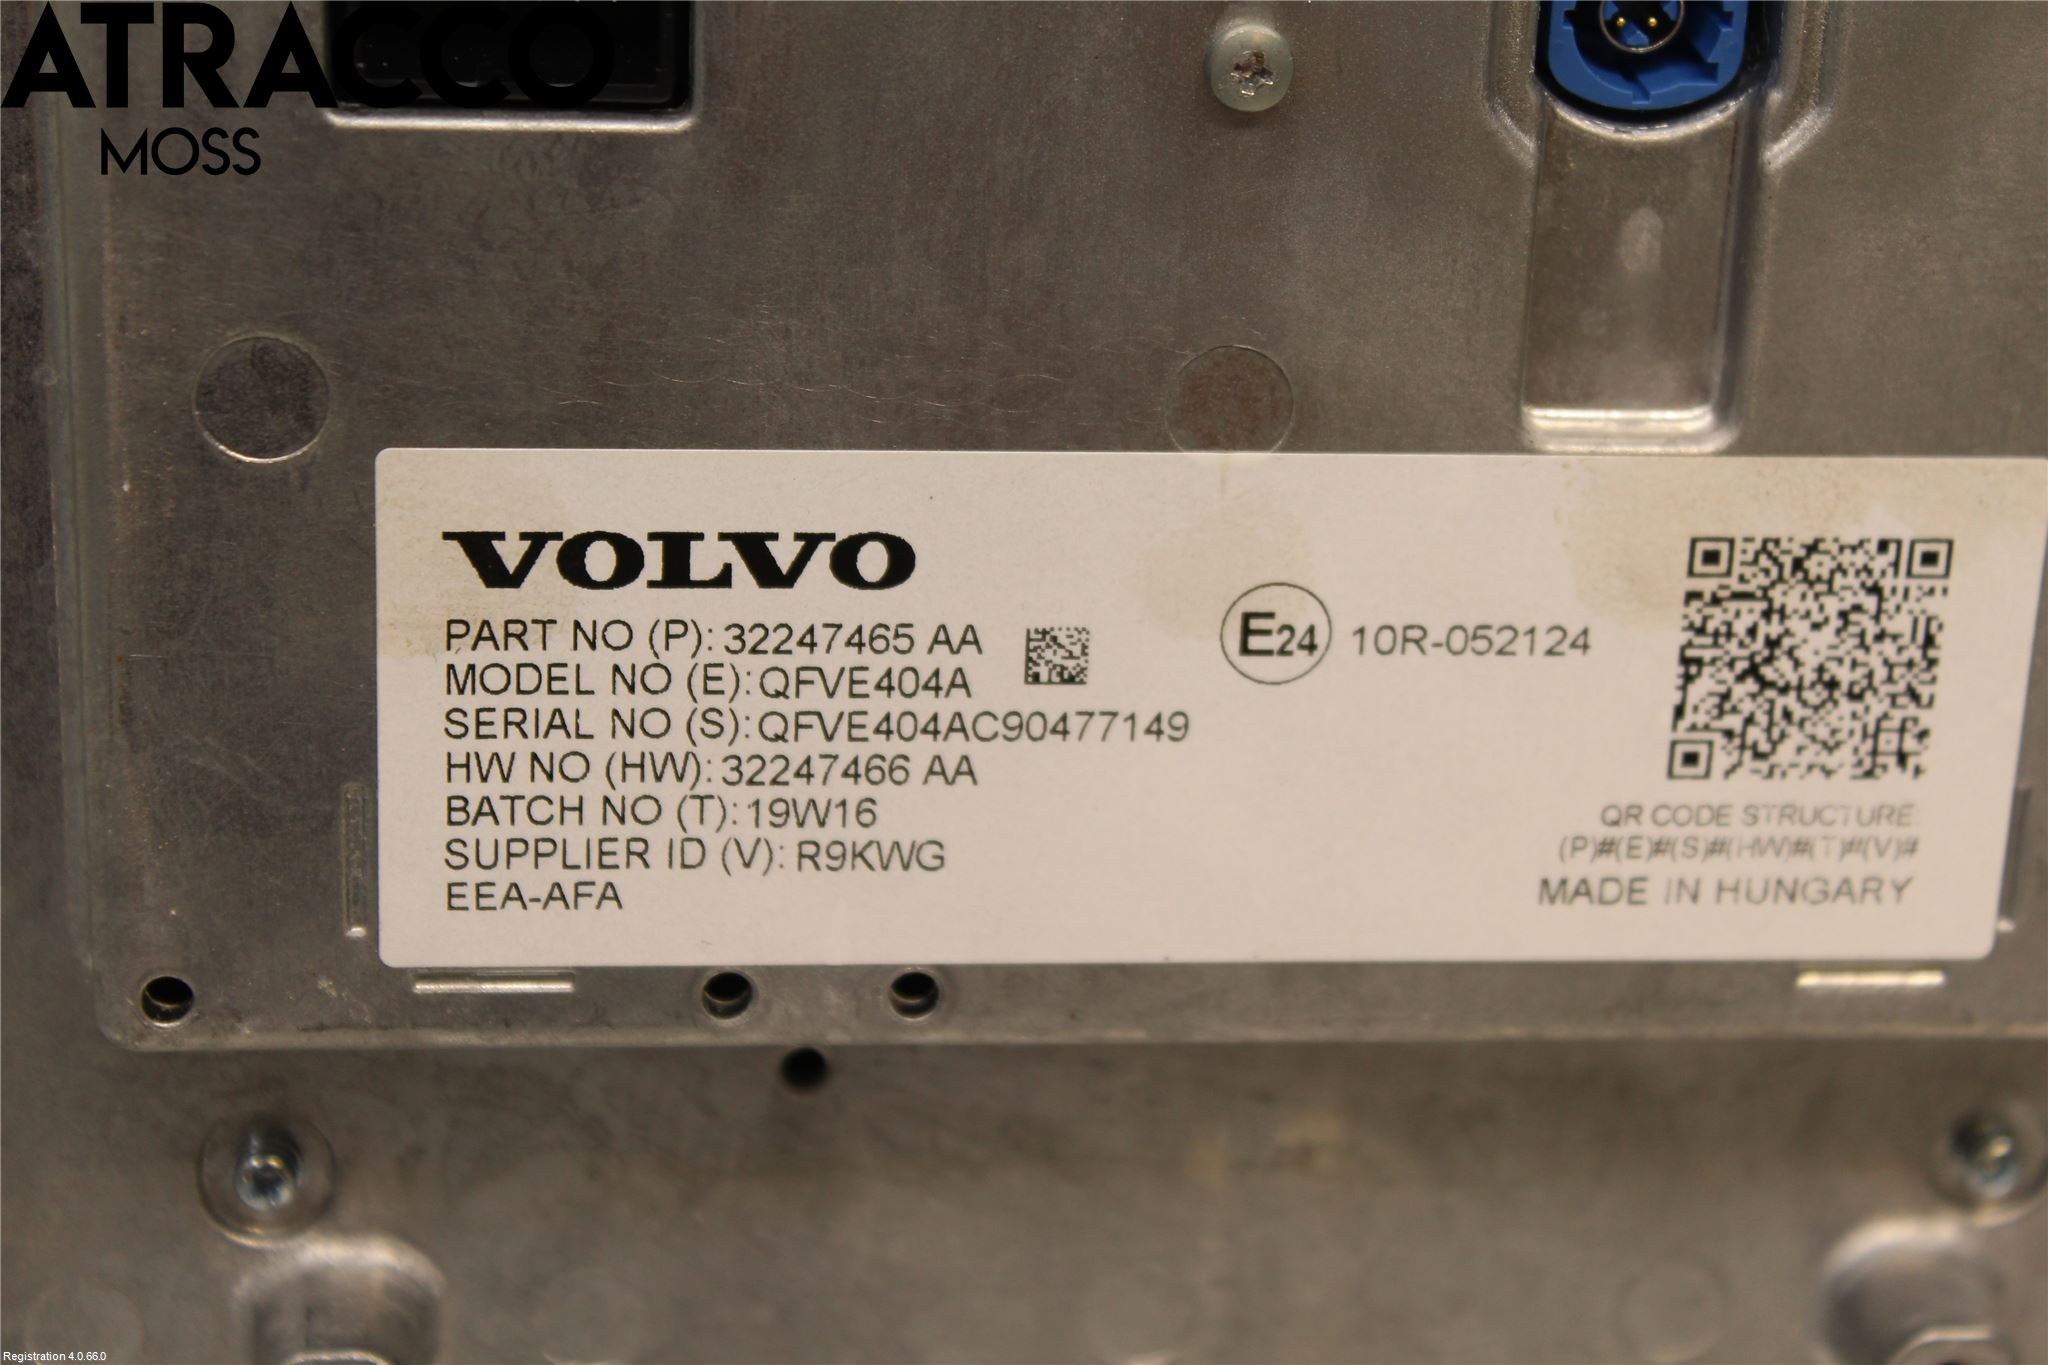 ATRACCO
MOSS
VOLVO
PART NO (P): 32247465 AA
MODEL NO (E): QFVE404A
SERIAL NO (S): QFVE404AC90477149
HW NO (HW): 32247466 AA
BATCH NO (T): 19W16
SUPPLIER ID (V): R9KWG
EEA-AFA
E24 10R-052124
QR CODE STRUCTURE:
(P)#(E)#(S)#(HW)#(T)#(V)#
MADE IN HUNGARY
Registration 4.0.66.0